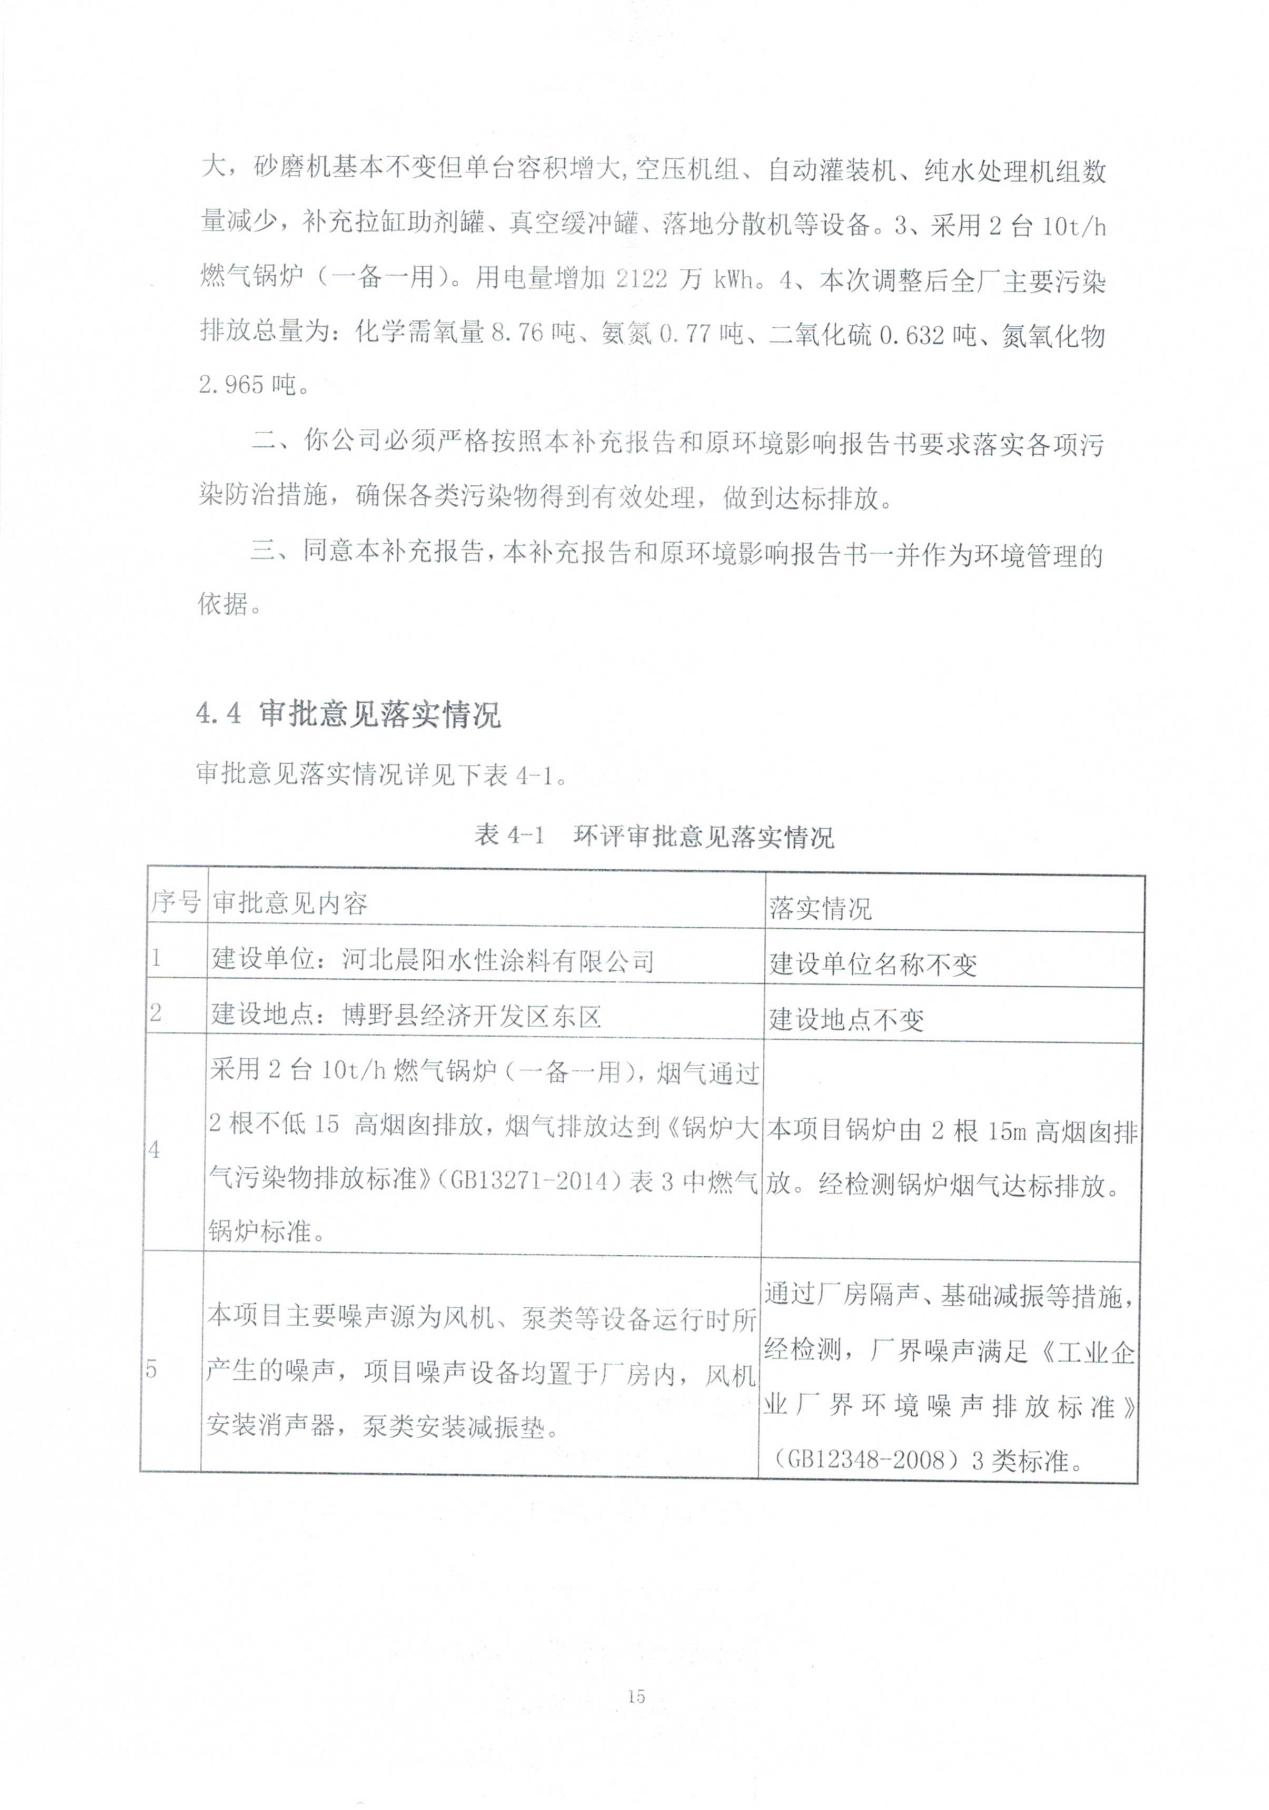 大，砂磨机基本不变但单台容积增大,空压机组、自动灌装机、纯水处理机组数
量减少，补充拉缸助剂罐、真空缓冲罐、落地分散机等设备。3、采用2台10t/h
燃气锅炉（一备一用）。用电量增加 2122 万 kWh。4、本次调整后全厂主要污染
排放总量为：化学需氧量8.76吨、氨氮0.77吨、二氧化硫0.632吨、氮氧化物
2.965吨。
二、你公司必须严格按照本补充报告和原环境影响报告书要求落实各项污
染防治措施，确保各类污染物得到有效处理，做到达标排放。
三、同意本补充报告，本补充报告和原环境影响报告书一并作为环境管理的
依据。
4.4 审批意见落实情况
审批意见落实情况详见下表 4-1。
表 4-1 环评审批意见落实情况
序号 审批意见内容 落实情况
1 建设单位：河北晨阳水性涂料有限公司 建设单位名称不变
2 建设地点：博野县经济开发区东区 建设地点不变
4
采用2台10t/h燃气锅炉（一备一用），烟气通过
2根不低15 高烟囱排放，烟气排放达到《锅炉大
气污染物排放标准》（GB13271-2014）表3中燃气
锅炉标准。
本项目锅炉由2根15m高烟囱排
放。经检测锅炉烟气达标排放。
5
本项目主要噪声源为风机、泵类等设备运行时所
产生的噪声，项目噪声设备均置于厂房内，风机
安装消声器，泵类安装减振垫。
通过厂房隔声、基础减振等措施，
经检测，厂界噪声满足《工业企
业厂界环境噪声排放标准》
（GB12348-2008）3类标准。
15